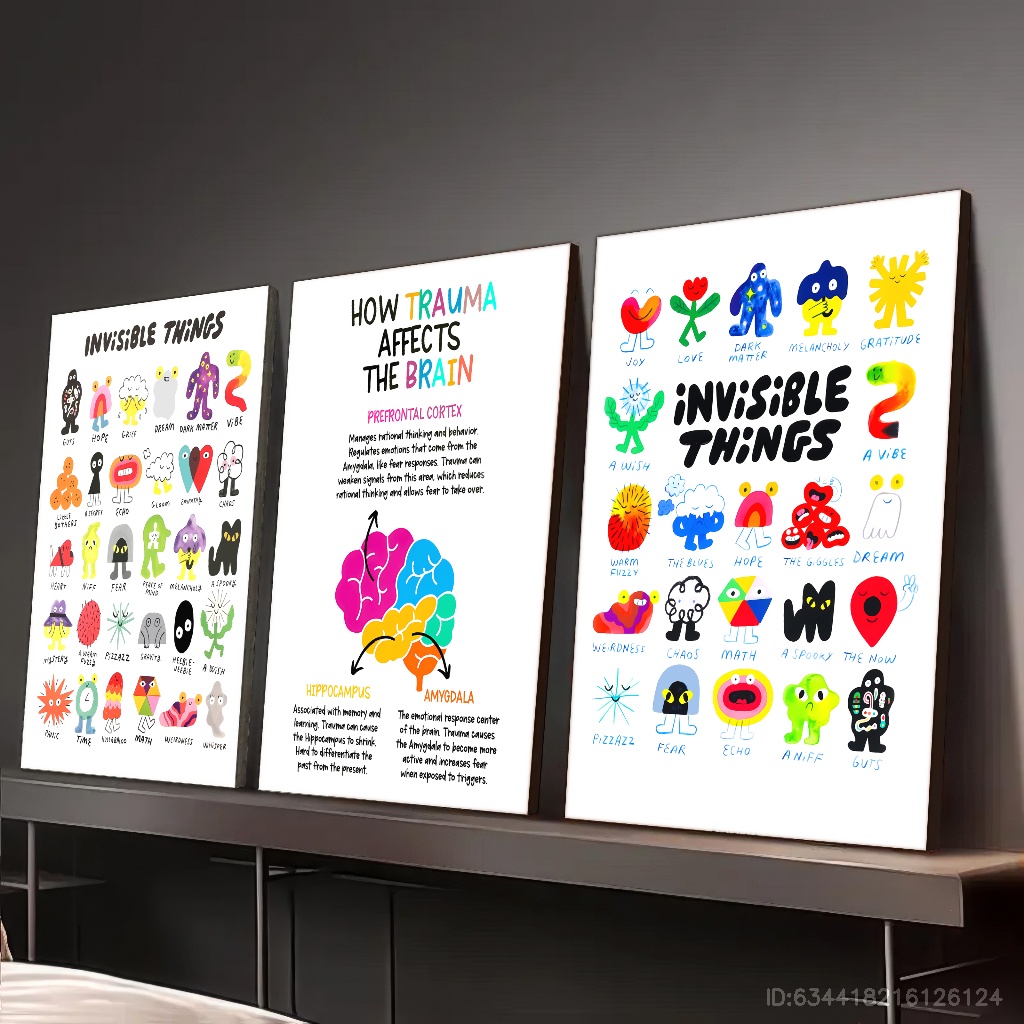 INVISIBLE THINGS
GUTS HOPE GRIEF DREAM DARK MATTER VIBE
LITTLE
BOTHERS A SECRET ECHO GLOOM EMPATHY CHAOS
HEART NIFF FEAR PEACE OF
MIND MELANCHOLY A SPOOKY
MYSTERY A WARM
FUZZY PIZZAZZ GRAVITY HEEBIE-
JEEBIE A WISH
PANIC TIME MATH WEIRDNESS WHISPER
HOW TRAUMA
AFFECTS
THE BRAIN
PREFRONTAL CORTEX
Manages rational thinking and behavior.
Regulates emotions that come from the
Amygdala, like fear responses. Trauma can
weaken signals from this area, which reduces
rational thinking and allows fear to take over.
HIPPOCAMPUS
Associated with memory and
learning. Trauma can cause
the Hippocampus to shrink.
Hard to differentiate the
past from the present.
AMYGDALA
The emotional response center
of the brain. Trauma causes
the Amygdala to become more
active and increases fear
when exposed to triggers.
JOY LOVE DARK
MATTER MELANCHOLY GRATITUDE
INVISIBLE
THINGS
A WISH A VIBE
WARM
FUZZY THE BLUES HOPE THE GIGGLES DREAM
WEIRDNESS CHAOS MATH A SPOOKY THE NOW
PIZZAZZ FEAR ECHO A NIFF GUTS
ID:634418216126124